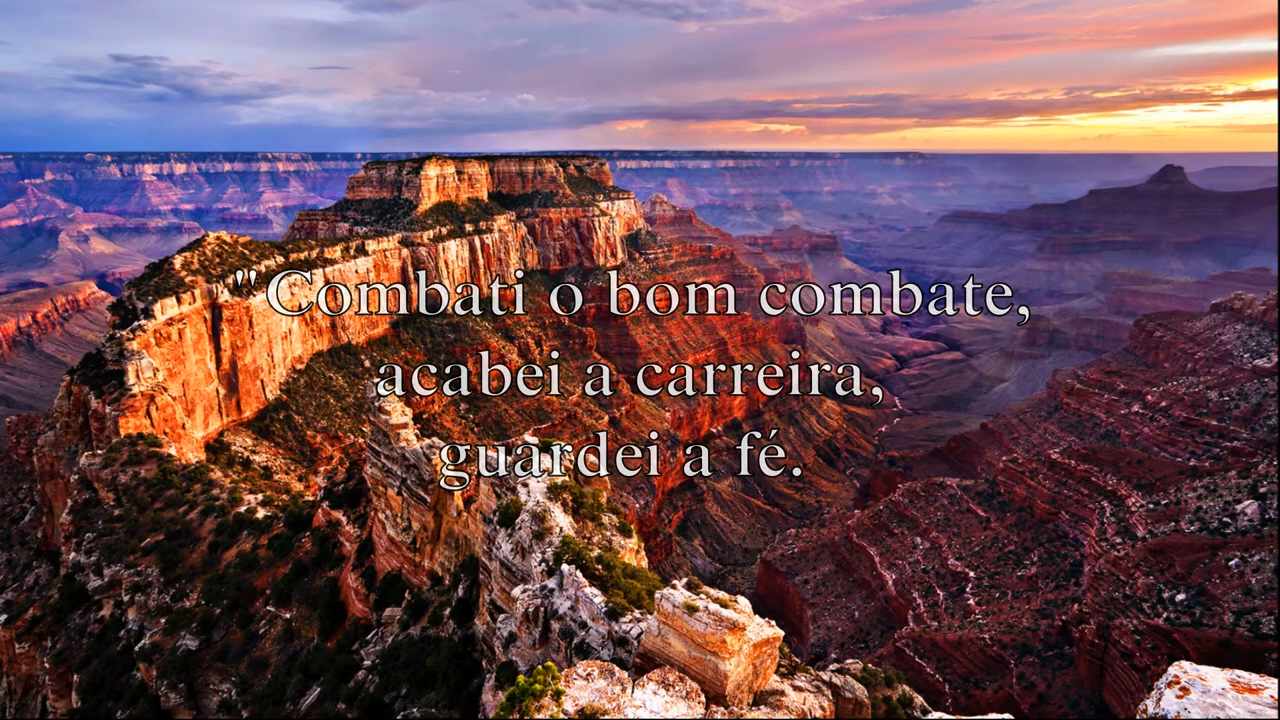 "Combati o bom combate,
acabei a carreira,
guardei a fé.